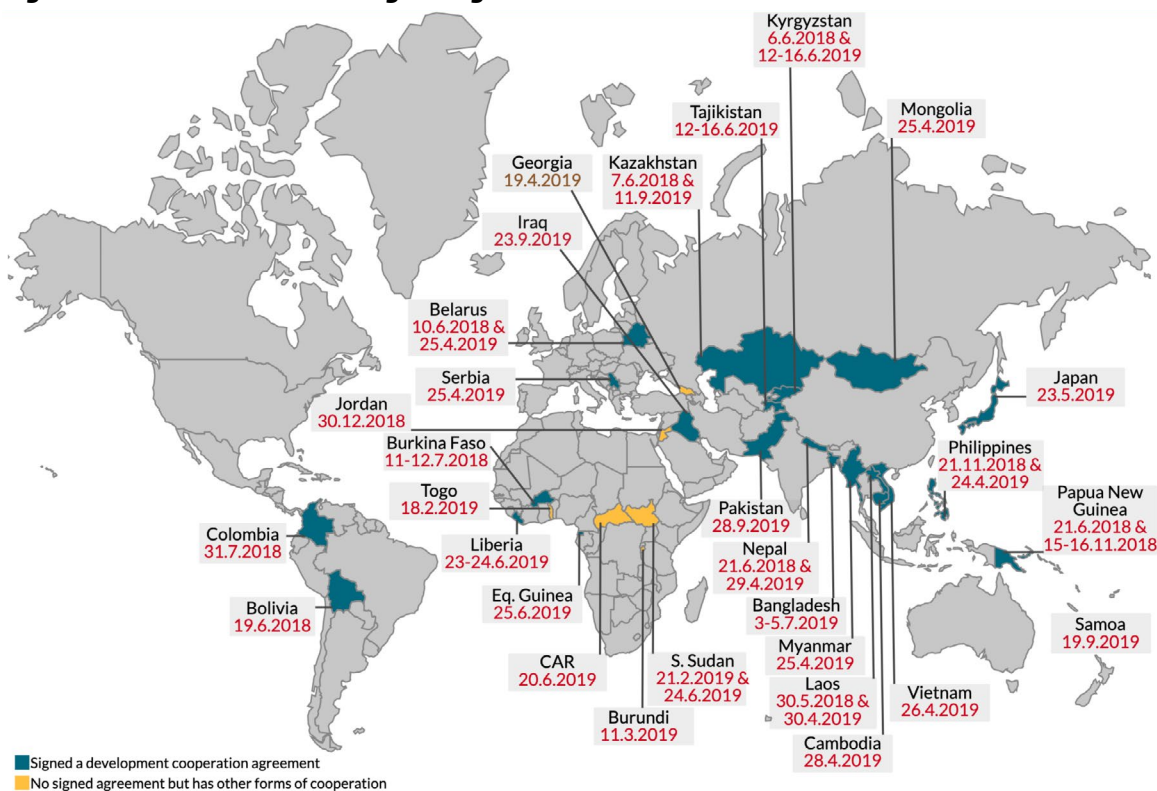 Kyrgyzstan
6.6.2018 &
12-16.6.2019
Tajikistan
12-16.6.2019
Mongolia
25.4.2019
Georgia
19.4.2019
Kazakhstan
7.6.2018 &
11.9.2019
Iraq
23.9.2019
Belarus
10.6.2018 &
25.4.2019
Serbia
25.4.2019
Japan
23.5.2019
Jordan
30.12.2018
Burkina Faso
11-12.7.2018
Philippines
21.11.2018 &
24.4.2019
Togo
18.2.2019
Papua New
Guinea
21.6.2018 &
15-16.11.2018
Pakistan
28.9.2019
Colombia
31.7.2018
Liberia
23-24.6.2019
Nepal
21.6.2018 &
29.4.2019
Eq. Guinea
25.6.2019
Bolivia
19.6.2018
Bangladesh
3-5.7.2019
Samoa
19.9.2019
Myanmar
25.4.2019
CAR
20.6.2019
S. Sudan
21.2.2019 &
24.6.2019
Laos
30.5.2018 &
30.4.2019
Vietnam
26.4.2019
Burundi
11.3.2019
Cambodia
28.4.2019
Signed a development cooperation agreement
No signed agreement but has other forms of cooperation